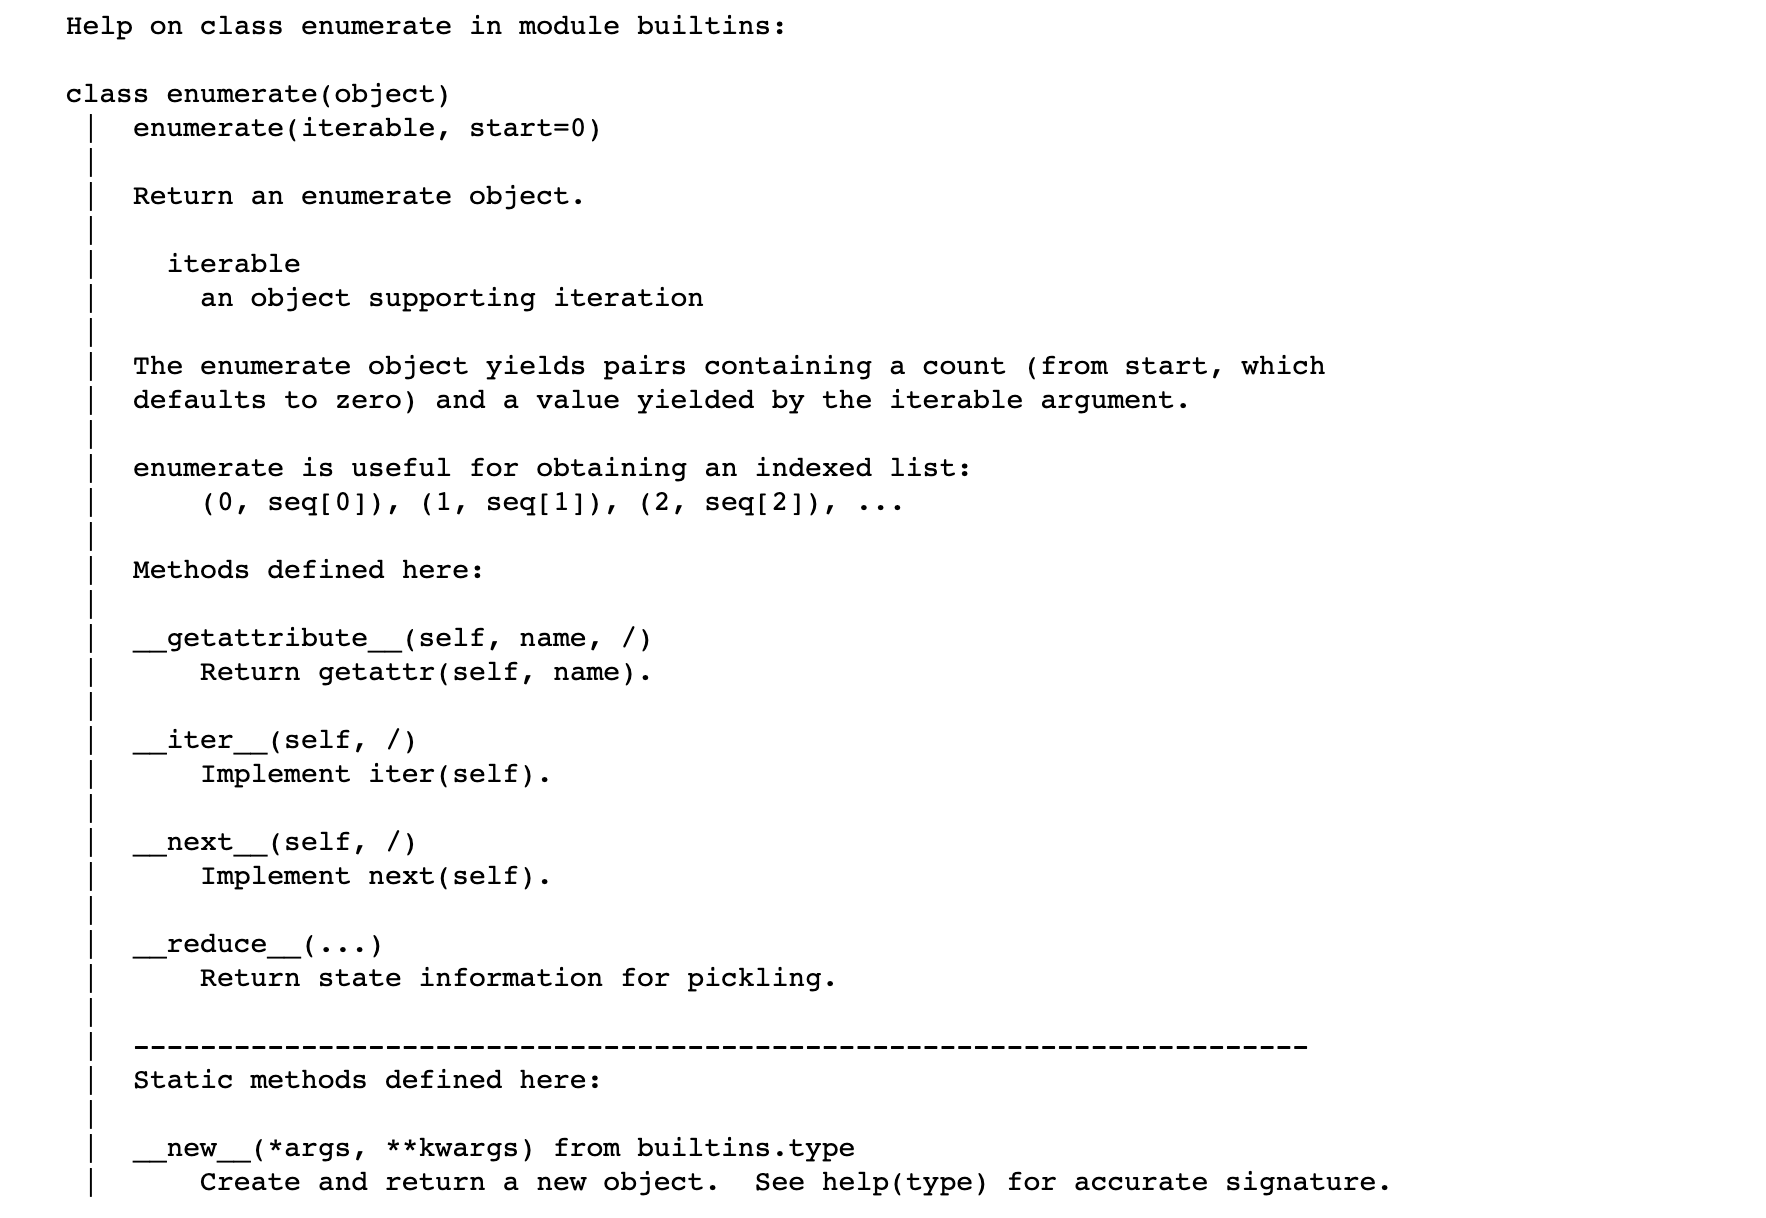 Help on class enumerate in module builtins:

class enumerate(object)
 |  enumerate(iterable, start=0)
 |
 |  Return an enumerate object.
 |
 |    iterable
 |      an object supporting iteration
 |
 |  The enumerate object yields pairs containing a count (from start, which
 |  defaults to zero) and a value yielded by the iterable argument.
 |
 |  enumerate is useful for obtaining an indexed list:
 |      (0, seq[0]), (1, seq[1]), (2, seq[2]), ...
 |
 |  Methods defined here:
 |
 |  __getattribute__(self, name, /)
 |      Return getattr(self, name).
 |
 |  __iter__(self, /)
 |      Implement iter(self).
 |
 |  __next__(self, /)
 |      Implement next(self).
 |
 |  __reduce__(...)
 |      Return state information for pickling.
 |
 |  ----------------------------------------------------------------------
 |  Static methods defined here:
 |
 |  __new__(*args, **kwargs) from builtins.type
 |      Create and return a new object.  See help(type) for accurate signature.